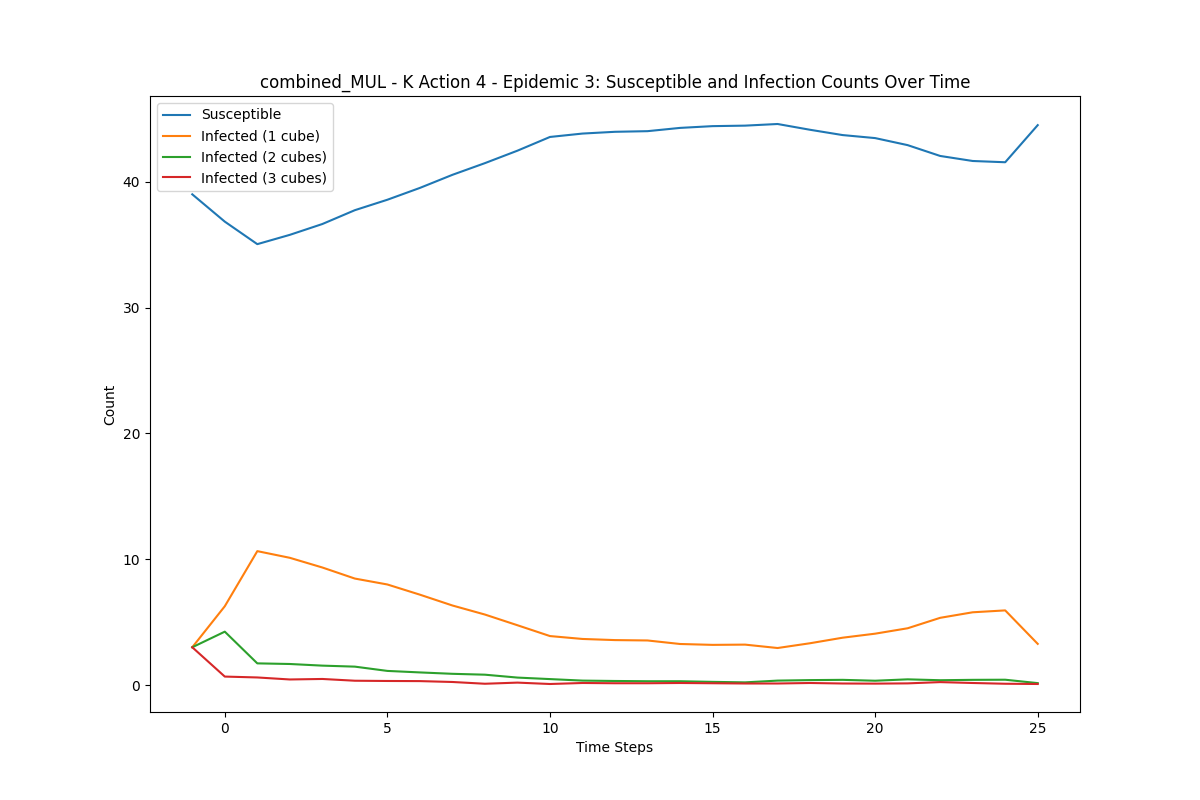 combined_MUL - K Action 4 - Epidemic 3: Susceptible and Infection Counts Over Time
Susceptible
Infected (1 cube)
Infected (2 cubes)
Infected (3 cubes)
40
30
20
10
0
Count
0 5 10 15 20 25
Time Steps